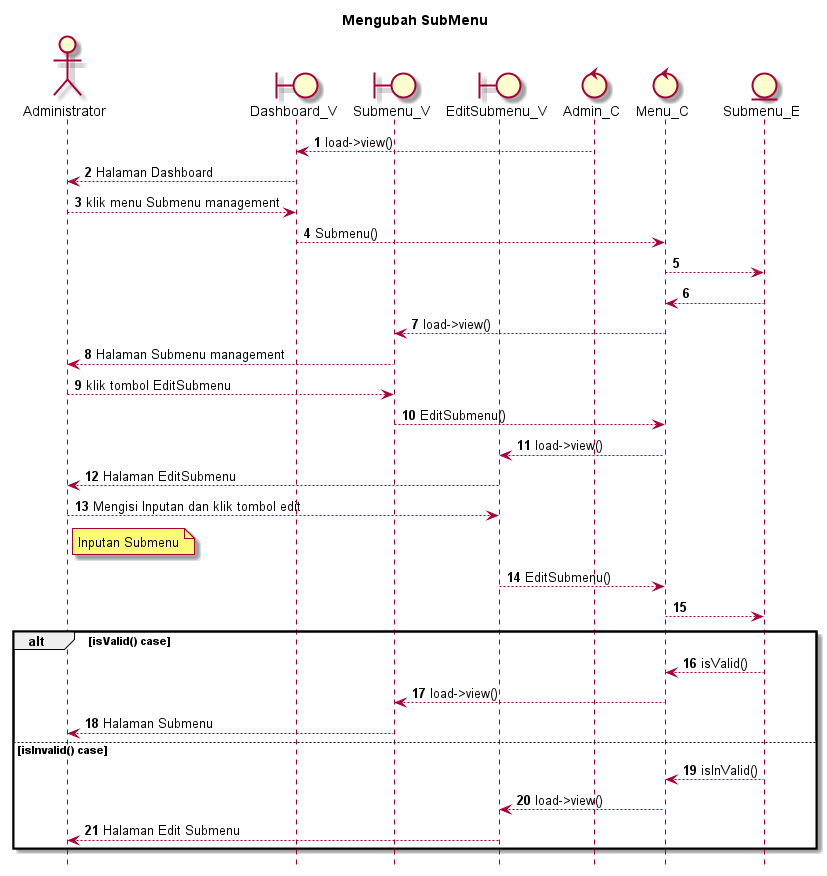 Mengubah SubMenu
Administrator Dashboard_V Submenu_V EditSubmenu_V Admin_C Menu_C Submenu_E
1 load->view()
2 Halaman Dashboard
3 klik menu Submenu management
4 Submenu()
5
6
7 load->view()
8 Halaman Submenu management
9 klik tombol EditSubmenu
10 EditSubmenu()
11 load->view()
12 Halaman EditSubmenu
13 Mengisi Inputan dan klik tombol edit
Inputan Submenu
14 EditSubmenu()
15
alt [isValid() case]
16 isValid()
17 load->view()
18 Halaman Submenu
[isInvalid() case]
19 isInValid()
20 load->view()
21 Halaman Edit Submenu